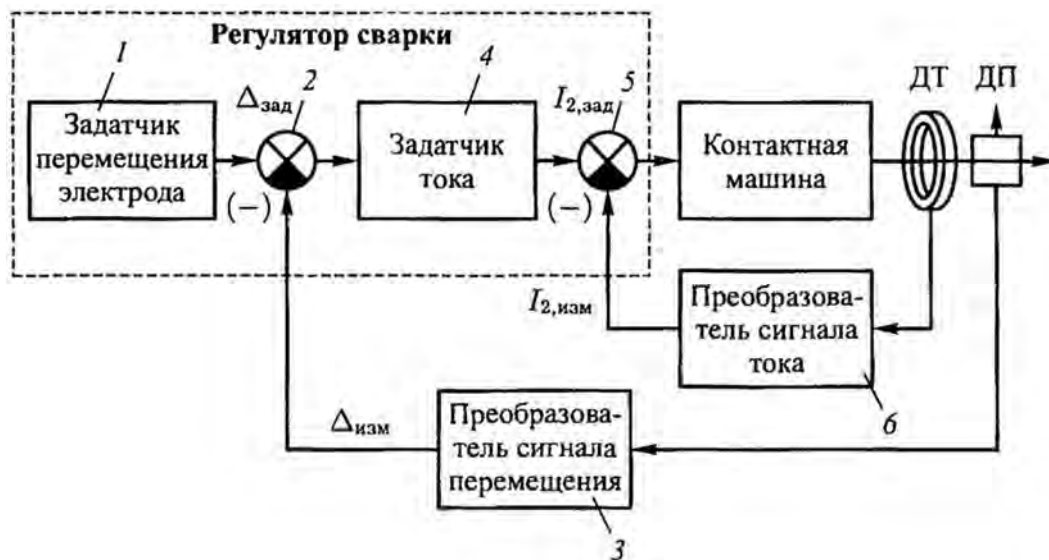 Регулятор сварки
1
Задатчик
перемещения
электрода
Δзад
2
(−)
4
Задатчик
тока
I2,зад
5
(−)
Контактная
машина
ДТ
ДП
I2,изм
Преобразова-
тель сигнала
тока
6
Δизм
Преобразова-
тель сигнала
перемещения
3